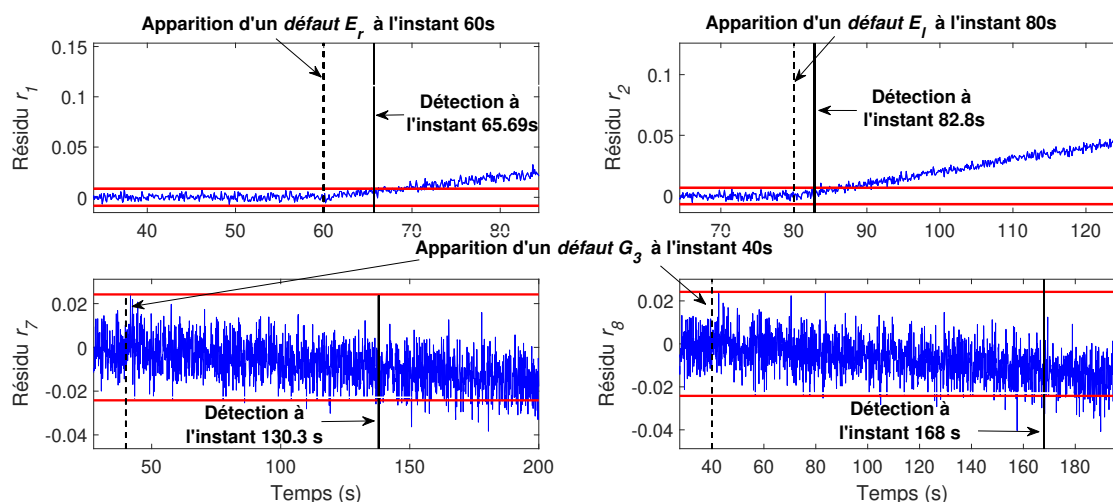 Apparition d'un défaut E_r à l'instant 60s
Apparition d'un défaut E_l à l'instant 80s
0.15
0.1
0.05
0
Résidu r_1
Détection à
l'instant 65.69s
40
50
60
70
80
0.1
0.05
0
Résidu r_2
Détection à
l'instant 82.8s
70
80
90
100
110
120
Apparition d'un défaut G_3 à l'instant 40s
0.02
0
-0.02
-0.04
Résidu r_7
Détection à
l'instant 130.3 s
50
100
150
200
Temps (s)
0.02
0
-0.02
-0.04
Résidu r_8
Détection à
l'instant 168 s
40
60
80
100
120
140
160
180
Temps (s)